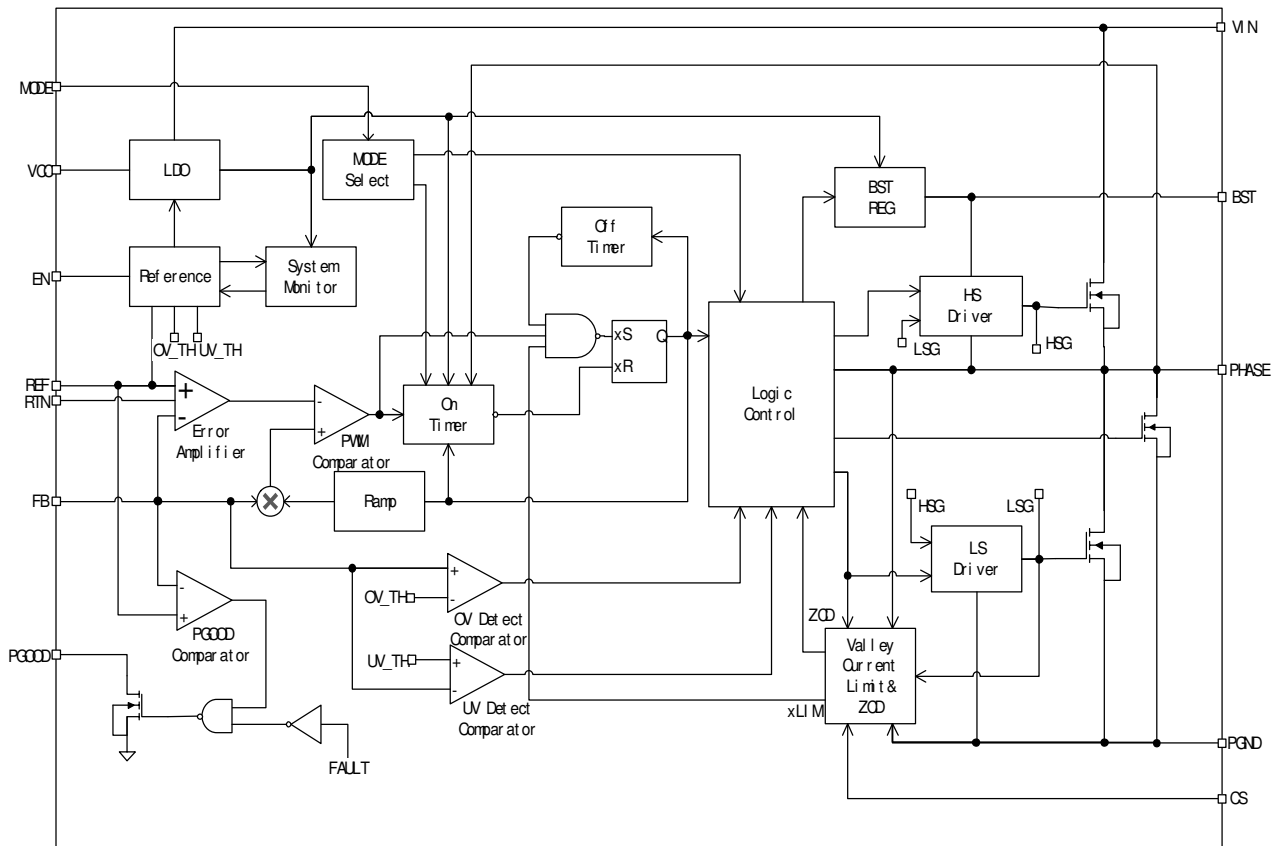 VIN
MODE
VCC
LDO
MODE
Select
BST
REG
BST
Off
Timer
EN
Reference
System
Monitor
HS
Driver
OV_TH
UV_TH
xS
Q
xR
LSG
HSG
REF
RTN
+
-
Error
Amplifier
-
+
PWM
Comparator
On
Timer
Logic
Control
PHASE
FB
Ramp
HSG
LSG
LS
Driver
-
+
PGOOD
Comparator
+
-
OV_TH
OV Detect
Comparator
ZCD
Valley
Current
Limit &
ZCD
PGOOD
UV_TH
+
-
UV Detect
Comparator
xLIM
FAULT
PGND
CS